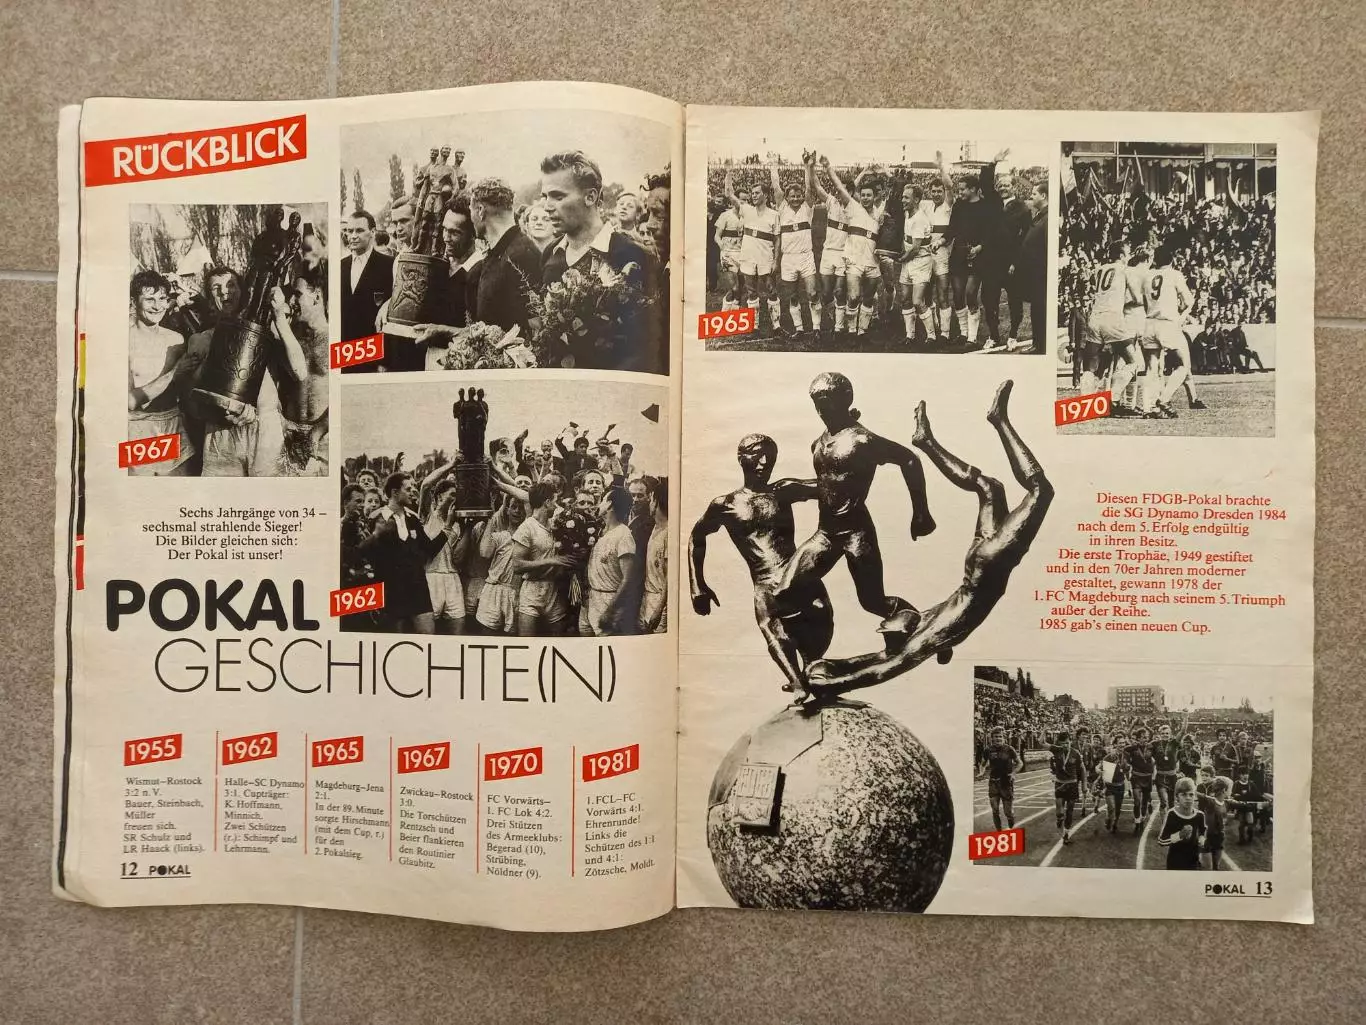 RÜCKBLICK
1967
1955
1962
Sechs Jahrgänge von 34 –
sechsmal strahlende Sieger!
Die Bilder gleichen sich:
Der Pokal ist unser!
POKAL
GESCHICHTE(N)
1955
Wismut–Rostock
3:2 n. V.
Bauer, Steinbach,
Müller
freuen sich.
SR Schulz und
LR Haack (links).
1962
Halle–SC Dynamo
3:1. Cupträger:
K. Hoffmann,
Minnich.
Zwei Schützen
(r.): Schimpf und
Lehrmann.
1965
Magdeburg–Jena
2:1.
In der 89. Minute
sorgte Hirschmann
(mit dem Cup, r.)
für den
2. Pokalsieg.
1967
Zwickau–Rostock
3:0.
Die Torschützen
Rentzsch und
Beier flankieren
den Routinier
Glaubitz.
1970
FC Vorwärts–
1. FC Lok 4:2.
Drei Stützen
des Armeeklubs:
Begerad (10),
Strübing,
Nöldner (9).
1981
1. FCL–FC
Vorwärts 4:1.
Ehrenrunde!
Links die
Schützen des 1:1
und 4:1:
Zötzsche, Moldt.
12 POKAL
1965
1970
10
9
Diesen FDGB-Pokal brachte
die SG Dynamo Dresden 1984
nach dem 5. Erfolg endgültig
in ihren Besitz.
Die erste Trophäe, 1949 gestiftet
und in den 70er Jahren moderner
gestaltet, gewann 1978 der
1. FC Magdeburg nach seinem 5. Triumph
außer der Reihe.
1985 gab's einen neuen Cup.
1981
POKAL 13